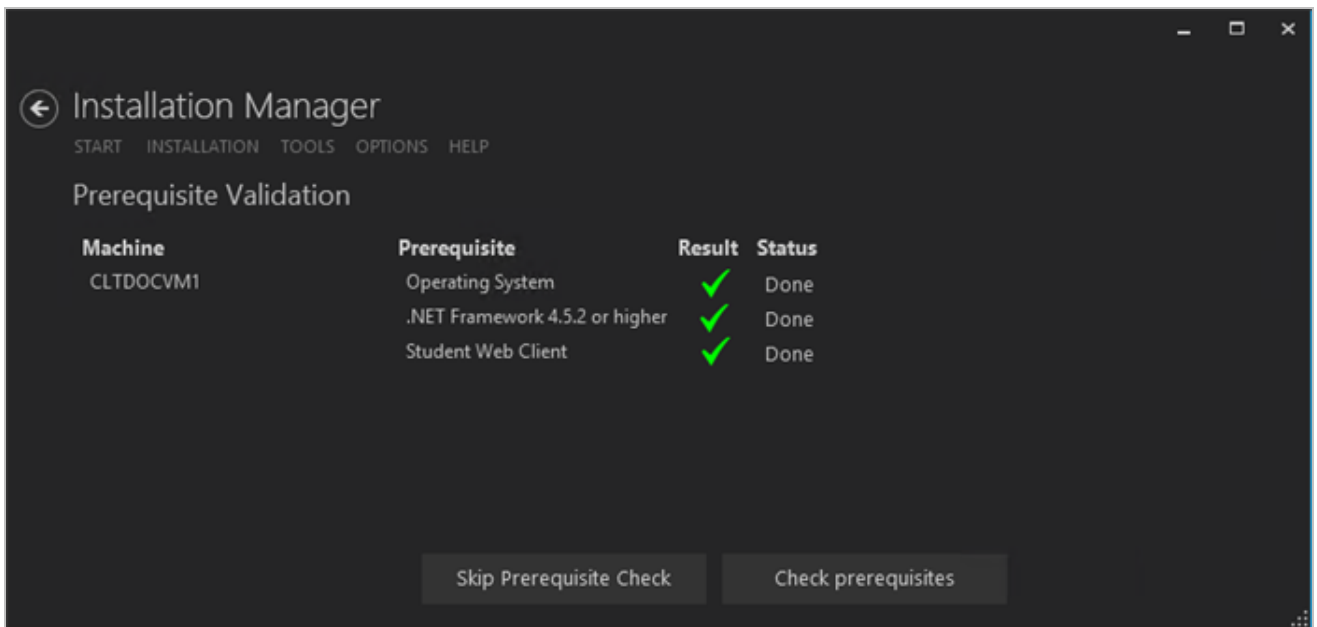 Installation Manager
START INSTALLATION TOOLS OPTIONS HELP
Prerequisite Validation
Machine Prerequisite Result Status
CLTDOCVM1 Operating System Done
.NET Framework 4.5.2 or higher Done
Student Web Client Done
Skip Prerequisite Check Check prerequisites